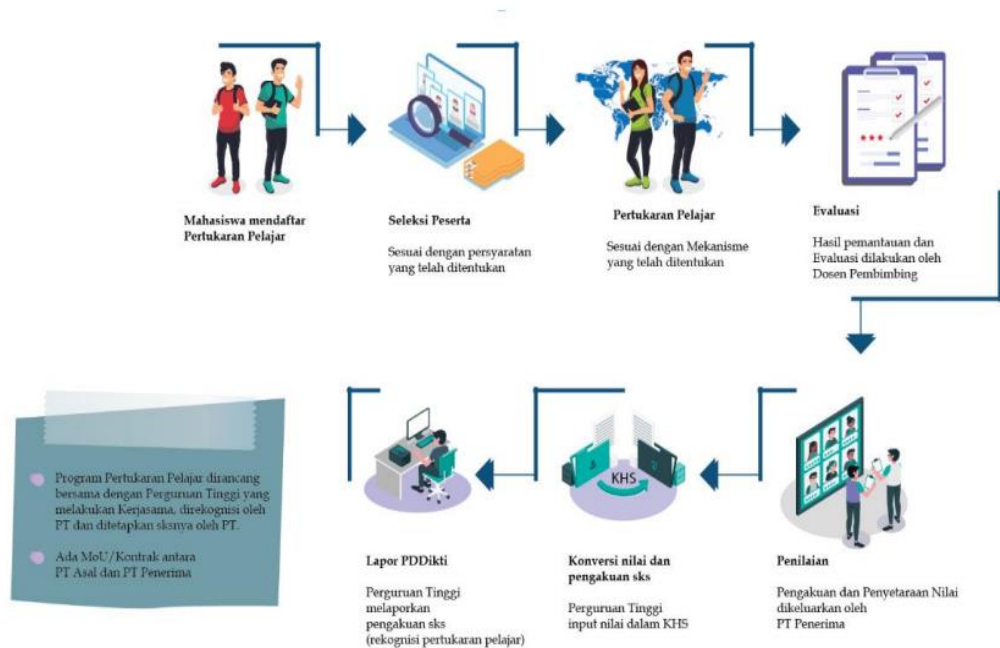 Mahasiswa mendaftar
Pertukaran Pelajar
Seleksi Peserta
Sesuai dengan persyaratan
yang telah ditentukan
Pertukaran Pelajar
Sesuai dengan Mekanisme
yang telah ditentukan
Evaluasi
Hasil pemantauan dan
Evaluasi dilakukan oleh
Dosen Pembimbing
Penilaian
Pengakuan dan Penyetaraan Nilai
dikeluarkan oleh
PT Penerima
KHS
Konversi nilai dan
pengakuan sks
Perguruan Tinggi
input nilai dalam KHS
Lapor PDDikti
Perguruan Tinggi
melaporkan
pengakuan sks
(rekognisi pertukaran pelajar)
Program Pertukaran Pelajar dirancang
bersama dengan Perguruan Tinggi yang
melakukan Kerjasama, direkognisi oleh
PT dan ditetapkan sksnya oleh PT.
Ada MoU/Kontrak antara
PT Asal dan PT Penerima